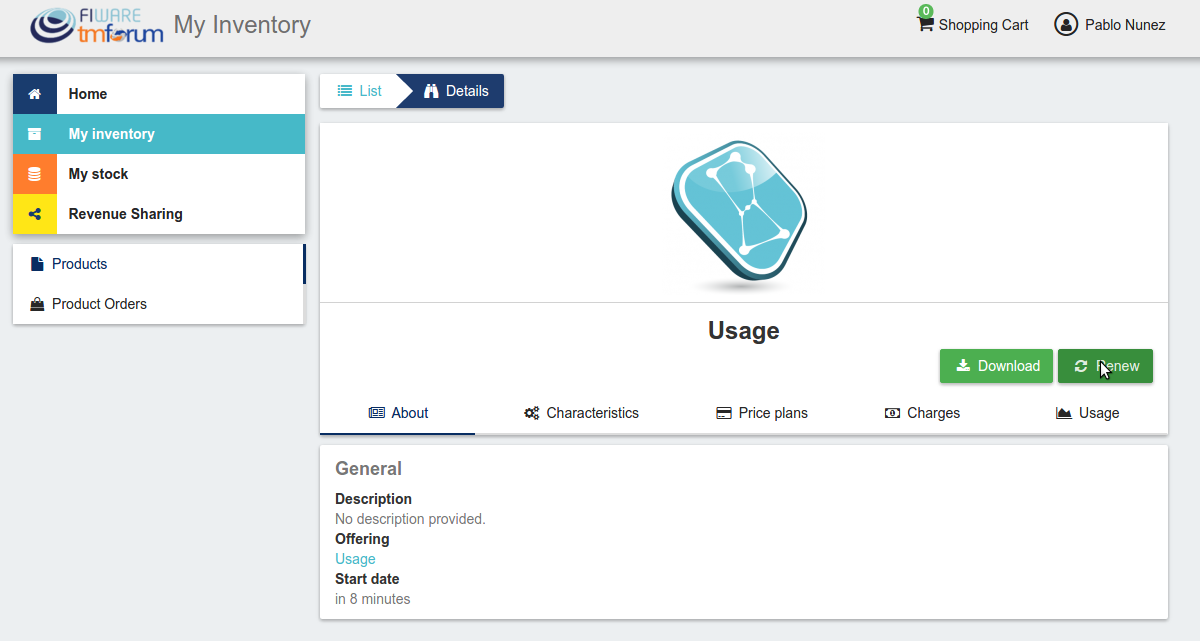 FIWARE
tmforum
My Inventory
0
Shopping Cart
Pablo Nunez
Home
My inventory
My stock
Revenue Sharing
Products
Product Orders
List
Details
Usage
Download
Renew
About
Characteristics
Price plans
Charges
Usage
General
Description
No description provided.
Offering
Usage
Start date
in 8 minutes